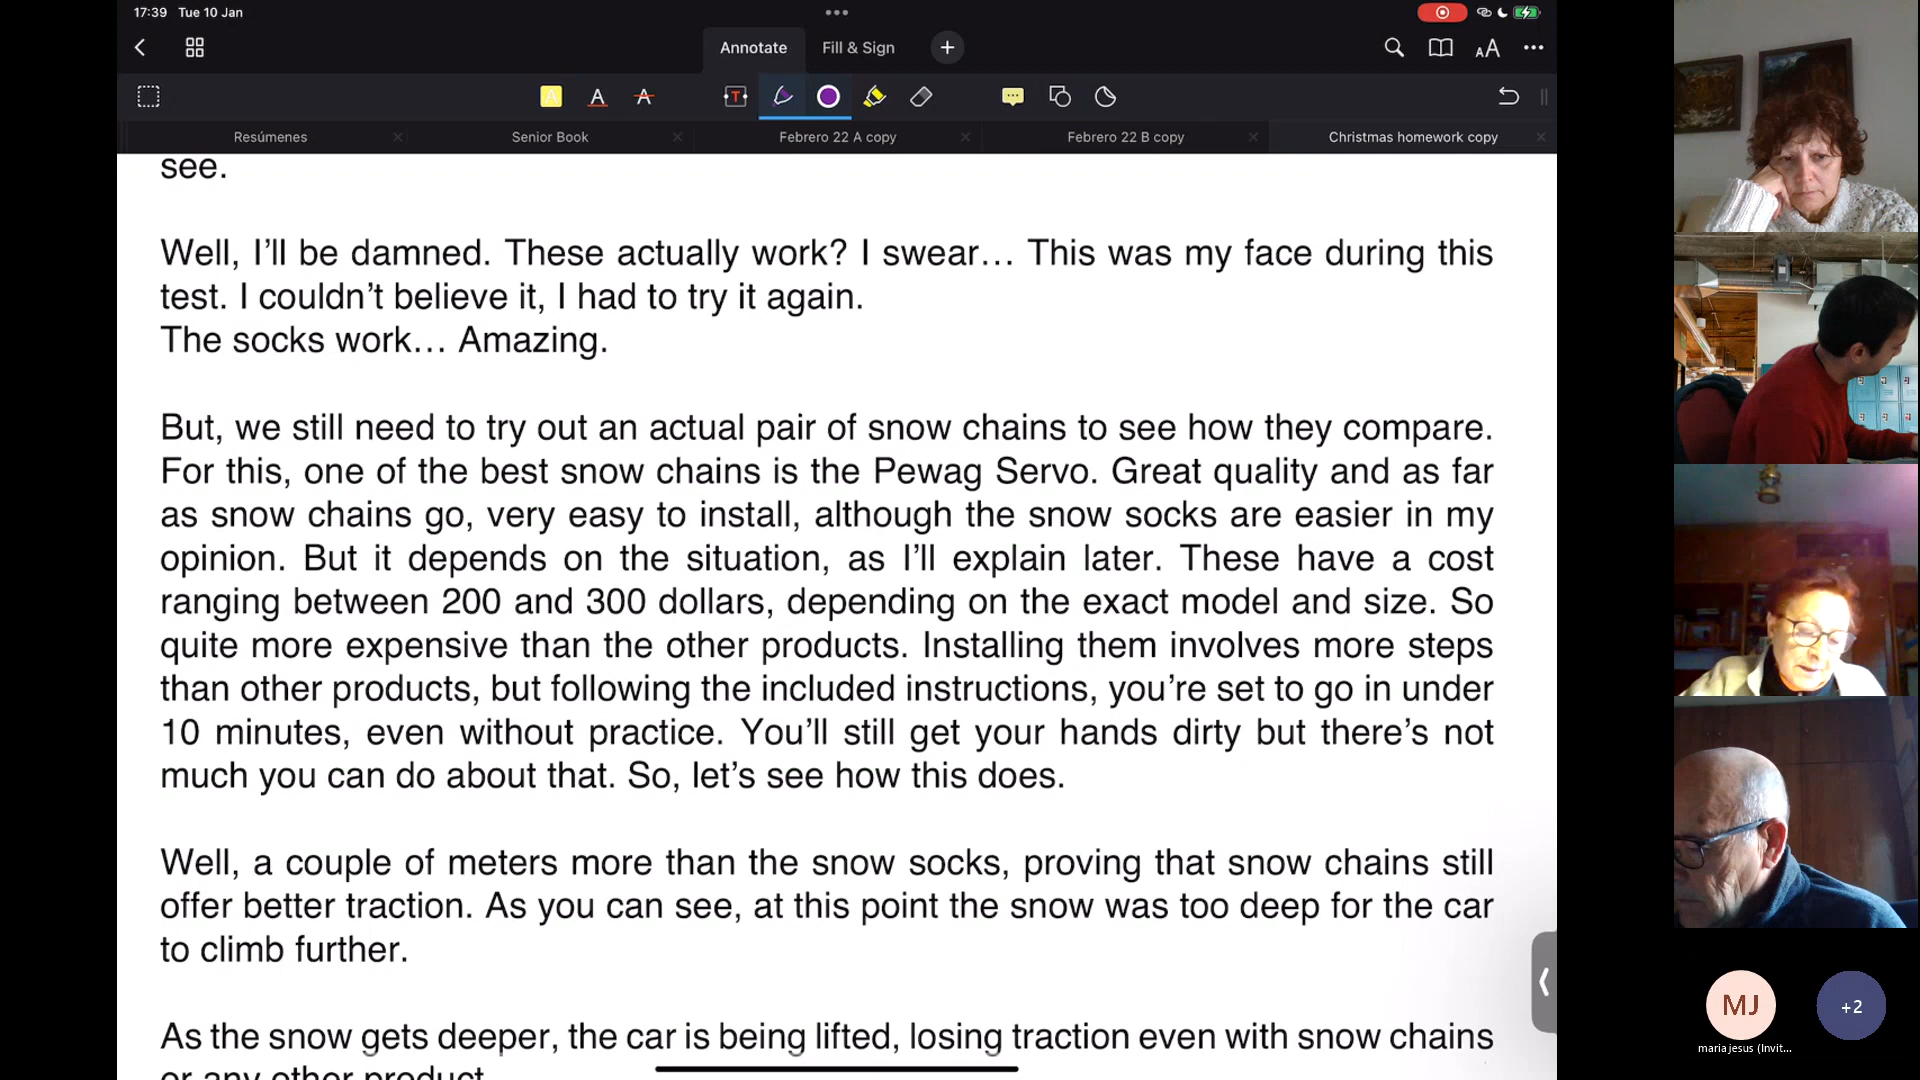 17:39 Tue 10 Jan
Annotate
Fill & Sign
AA
A
A
A
T
Resúmenes
Senior Book
Febrero 22 A copy
Febrero 22 B copy
Christmas homework copy
see.
Well, I’ll be damned. These actually work? I swear… This was my face during this
test. I couldn’t believe it, I had to try it again.
The socks work… Amazing.
But, we still need to try out an actual pair of snow chains to see how they compare.
For this, one of the best snow chains is the Pewag Servo. Great quality and as far
as snow chains go, very easy to install, although the snow socks are easier in my
opinion. But it depends on the situation, as I’ll explain later. These have a cost
ranging between 200 and 300 dollars, depending on the exact model and size. So
quite more expensive than the other products. Installing them involves more steps
than other products, but following the included instructions, you’re set to go in under
10 minutes, even without practice. You’ll still get your hands dirty but there’s not
much you can do about that. So, let’s see how this does.
Well, a couple of meters more than the snow socks, proving that snow chains still
offer better traction. As you can see, at this point the snow was too deep for the car
to climb further.
As the snow gets deeper, the car is being lifted, losing traction even with snow chains
or any other product
MJ
+2
maria jesus (Invit...